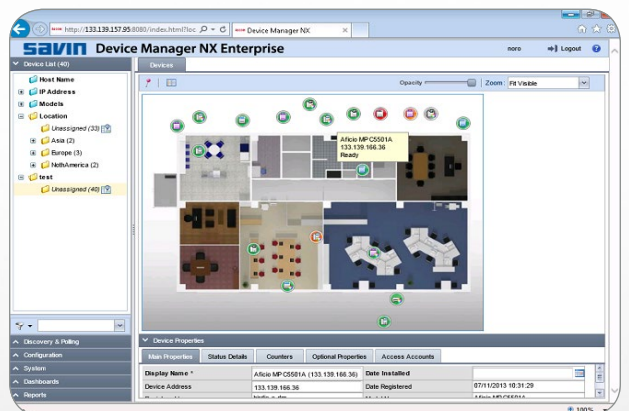 http://133.139.157.95:8080/index.html?loc
Device Manager NX
savin Device Manager NX Enterprise
noro
Logout
Device List (40)
Devices
Host Name
IP Address
Models
Location
Unassigned (33)
Asia (2)
Europe (3)
NothAmerica (2)
test
Unassigned (40)
Opacity
Zoom: Fit Visible
Aficio MP C5501A
133.139.166.36
Ready
Discovery & Polling
Configuration
System
Dashboards
Reports
Device Properties
Main Properties
Status Details
Counters
Optional Properties
Access Accounts
Display Name *
Aficio MP C5501A (133.139.166.36)
Date Installed
Device Address
133.139.166.36
Date Registered
07/11/2013 10:31:29
100%